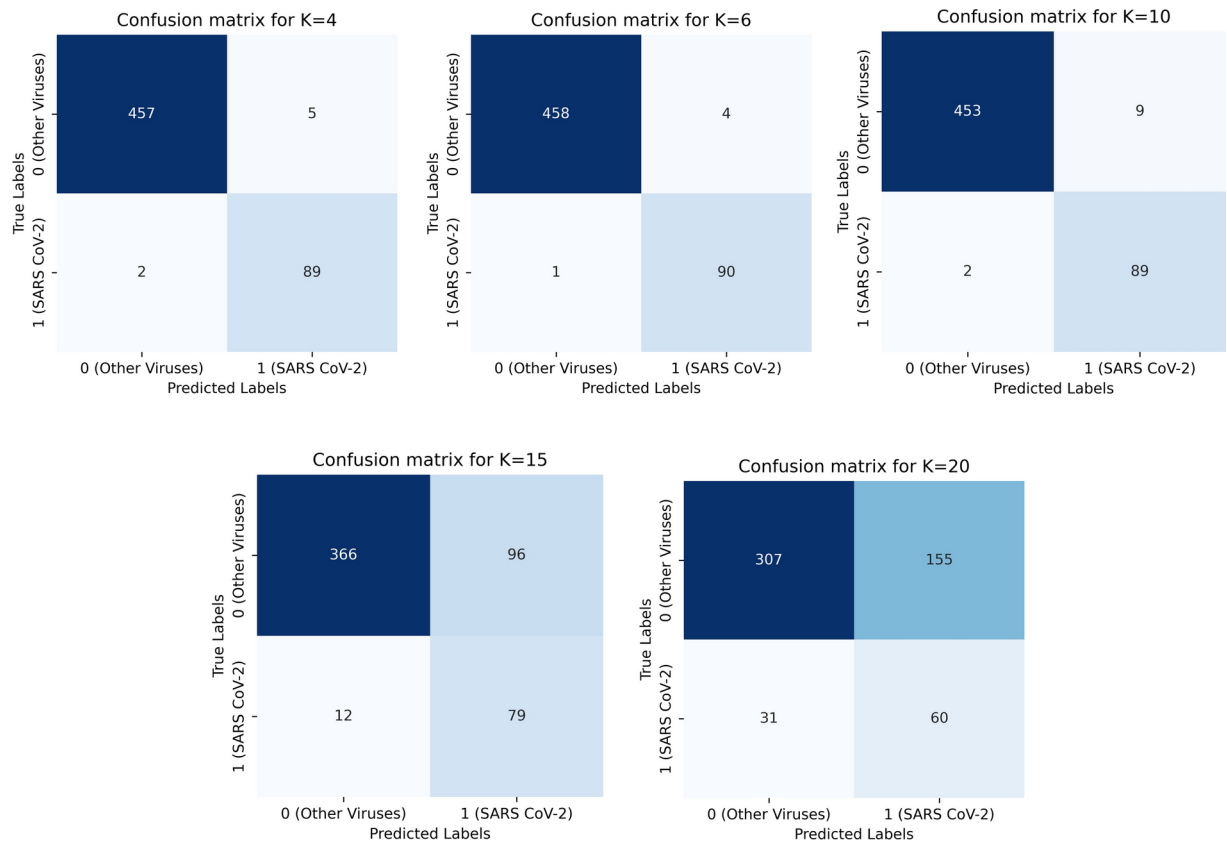 Confusion matrix for K=4
0 (Other Viruses)
457
5
True Labels
1 (SARS CoV-2)
2
89
0 (Other Viruses)
1 (SARS CoV-2)
Predicted Labels
Confusion matrix for K=6
0 (Other Viruses)
458
4
True Labels
1 (SARS CoV-2)
1
90
0 (Other Viruses)
1 (SARS CoV-2)
Predicted Labels
Confusion matrix for K=10
0 (Other Viruses)
453
9
True Labels
1 (SARS CoV-2)
2
89
0 (Other Viruses)
1 (SARS CoV-2)
Predicted Labels
Confusion matrix for K=15
0 (Other Viruses)
366
96
True Labels
1 (SARS CoV-2)
12
79
0 (Other Viruses)
1 (SARS CoV-2)
Predicted Labels
Confusion matrix for K=20
0 (Other Viruses)
307
155
True Labels
1 (SARS CoV-2)
31
60
0 (Other Viruses)
1 (SARS CoV-2)
Predicted Labels